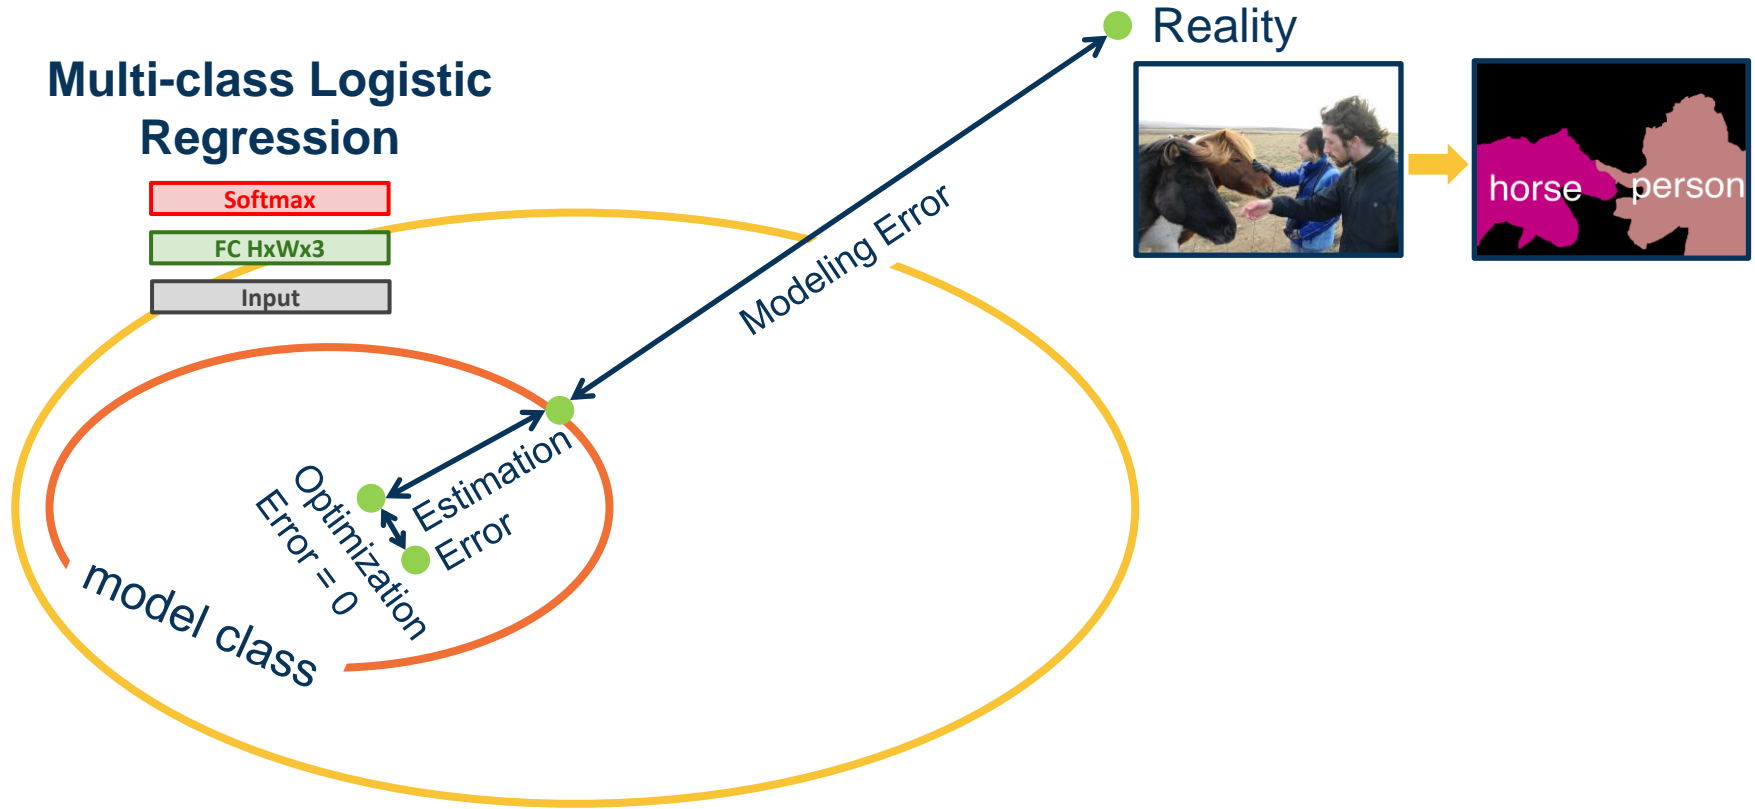 Reality
Multi-class Logistic
Regression
Softmax
FC HxWx3
Input
horse
person
Modeling Error
Estimation
Error
Optimization
Error = 0
model class